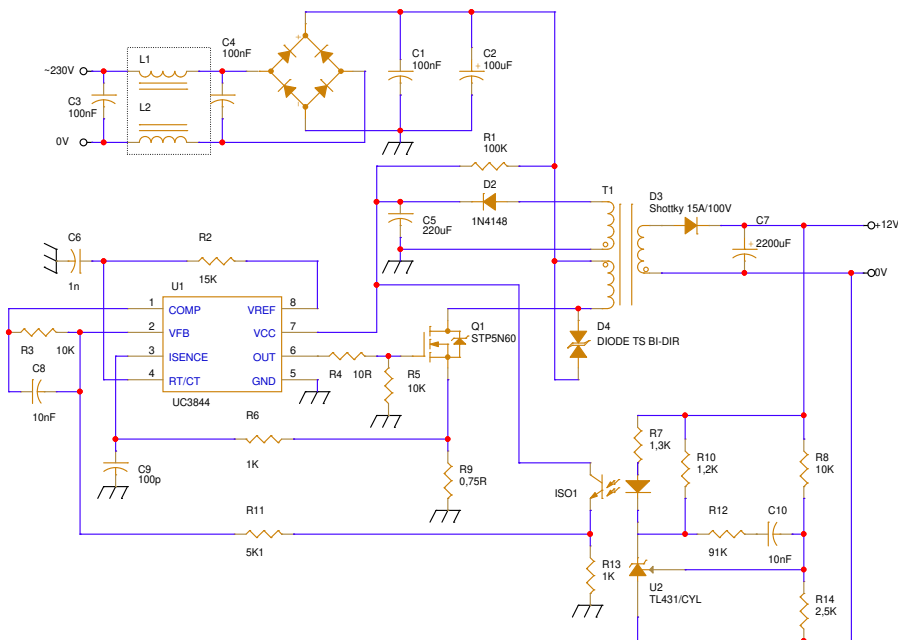 C4
100nF
L1
~230V
C3
100nF
L2
0V
C1
100nF
C2
100uF
R1
100K
D2
1N4148
C5
220uF
T1
D3
Shottky 15A/100V
C7
2200uF
+12V
0V
C6
1n
R2
15K
U1
1
COMP
VREF
8
2
VFB
VCC
7
3
ISENCE
OUT
6
4
RT/CT
GND
5
UC3844
R3
10K
C8
10nF
R4
10R
R5
10K
Q1
STP5N60
D4
DIODE TS BI-DIR
R6
1K
C9
100p
R9
0,75R
R7
1,3K
R10
1,2K
R8
10K
ISO1
R12
91K
C10
10nF
R11
5K1
R13
1K
U2
TL431/CYL
R14
2,5K